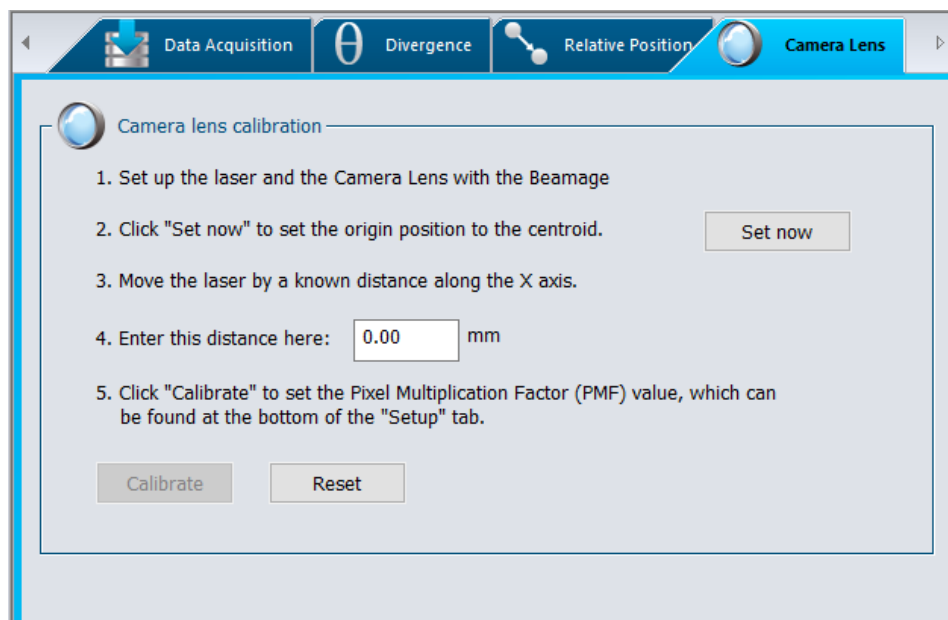 Data Acquisition
Divergence
Relative Position
Camera Lens
Camera lens calibration
1. Set up the laser and the Camera Lens with the Beamage
2. Click "Set now" to set the origin position to the centroid.
Set now
3. Move the laser by a known distance along the X axis.
4. Enter this distance here: 0.00 mm
5. Click "Calibrate" to set the Pixel Multiplication Factor (PMF) value, which can
be found at the bottom of the "Setup" tab.
Calibrate
Reset